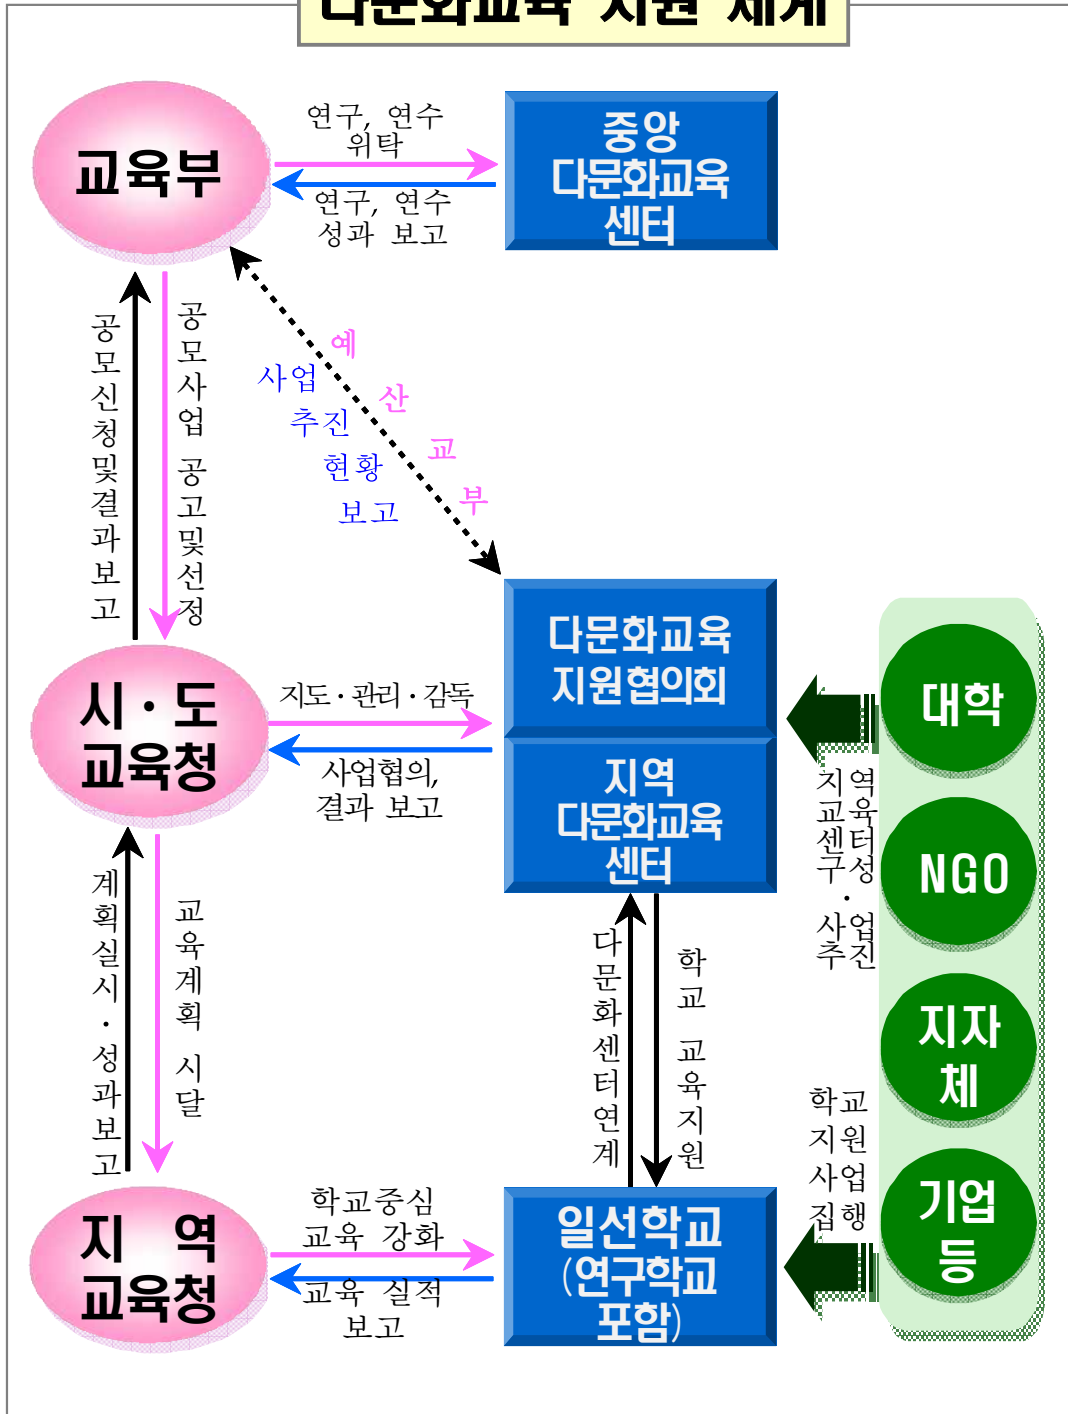 다문화교육 지원 체계
교육부
연구, 연수
위탁
연구, 연수
성과 보고
중앙
다문화교육
센터
공모신청및결과보고
공모사업 공고및선정
예산교부
사업
추진
현황
보고
시·도
교육청
지도·관리·감독
사업협의,
결과 보고
다문화교육
지원협의회
지역
다문화교육
센터
대학
NGO
지자
체
기업
등
지역
교육
센터
구성
·
사업
추진
계획실시·성과보고
교육계획 시달
다문화센터연계
학교 교육지원
학교
지원
사업
집행
지 역
교육청
학교중심
교육 강화
교육 실적
보고
일선학교
(연구학교
포함)